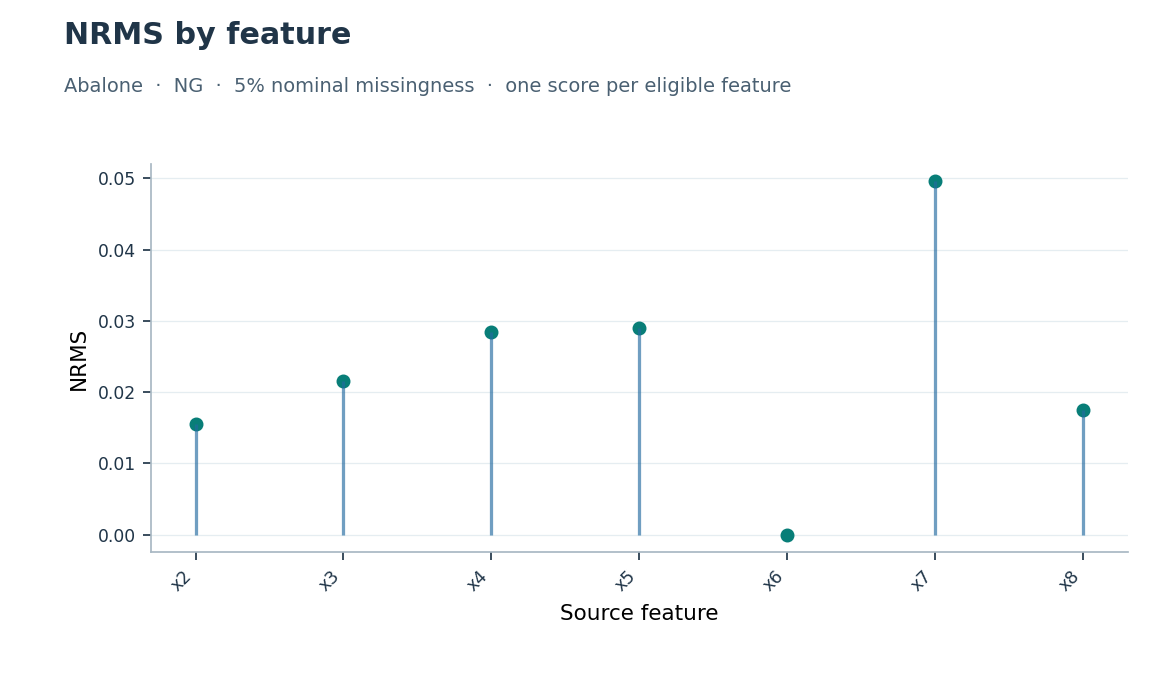 NRMS by feature
Abalone · NG · 5% nominal missingness · one score per eligible feature
0.05
0.04
0.03
0.02
0.01
0.00
NRMS
x2 x3 x4 x5 x6 x7 x8
Source feature